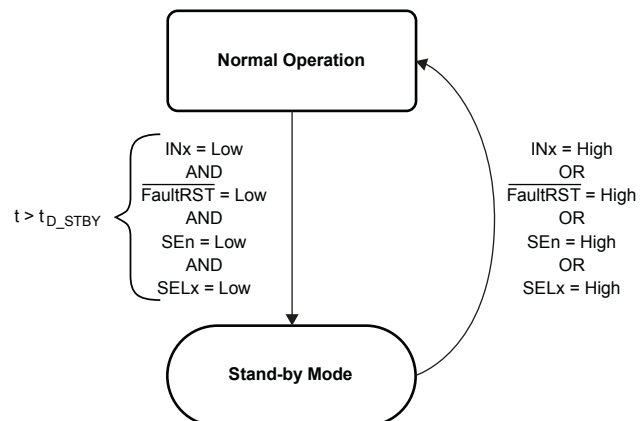 Normal Operation
t > tD_STBY
INx = Low
AND
FaultRST = Low
AND
SEn = Low
AND
SELx = Low
INx = High
OR
FaultRST = High
OR
SEn = High
OR
SELx = High
Stand-by Mode